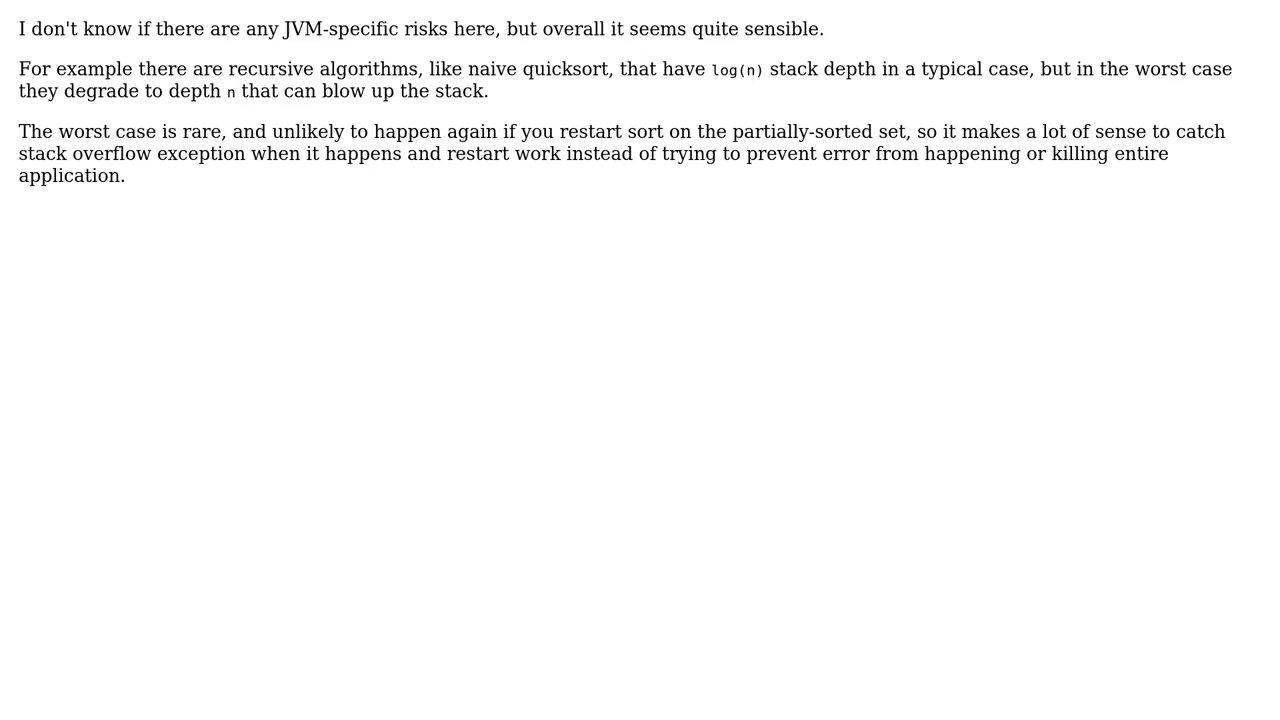 I don't know if there are any JVM-specific risks here, but overall it seems quite sensible.
For example there are recursive algorithms, like naive quicksort, that have log(n) stack depth in a typical case, but in the worst case
they degrade to depth n that can blow up the stack.
The worst case is rare, and unlikely to happen again if you restart sort on the partially-sorted set, so it makes a lot of sense to catch
stack overflow exception when it happens and restart work instead of trying to prevent error from happening or killing entire
application.